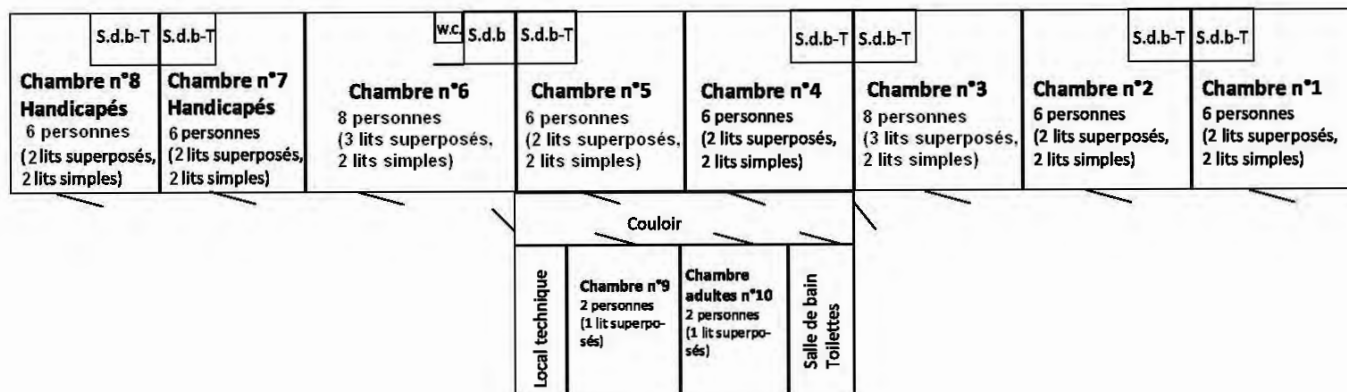 S.d.b-T
S.d.b-T
W.C.
S.d.b
S.d.b-T
S.d.b-T
S.d.b-T
S.d.b-T
S.d.b-T
Chambre n°8
Handicapés
6 personnes
(2 lits superposés,
2 lits simples)
Chambre n°7
Handicapés
6 personnes
(2 lits superposés,
2 lits simples)
Chambre n°6
8 personnes
(3 lits superposés,
2 lits simples)
Chambre n°5
6 personnes
(2 lits superposés,
2 lits simples)
Chambre n°4
6 personnes
(2 lits superposés,
2 lits simples)
Chambre n°3
8 personnes
(3 lits superposés,
2 lits simples)
Chambre n°2
6 personnes
(2 lits superposés,
2 lits simples)
Chambre n°1
6 personnes
(2 lits superposés,
2 lits simples)
Couloir
Local technique
Chambre n°9
2 personnes
(1 lit superpo-
sés)
Chambre
adultes n°10
2 personnes
(1 lit superpo-
sés)
Salle de bain
Toilettes